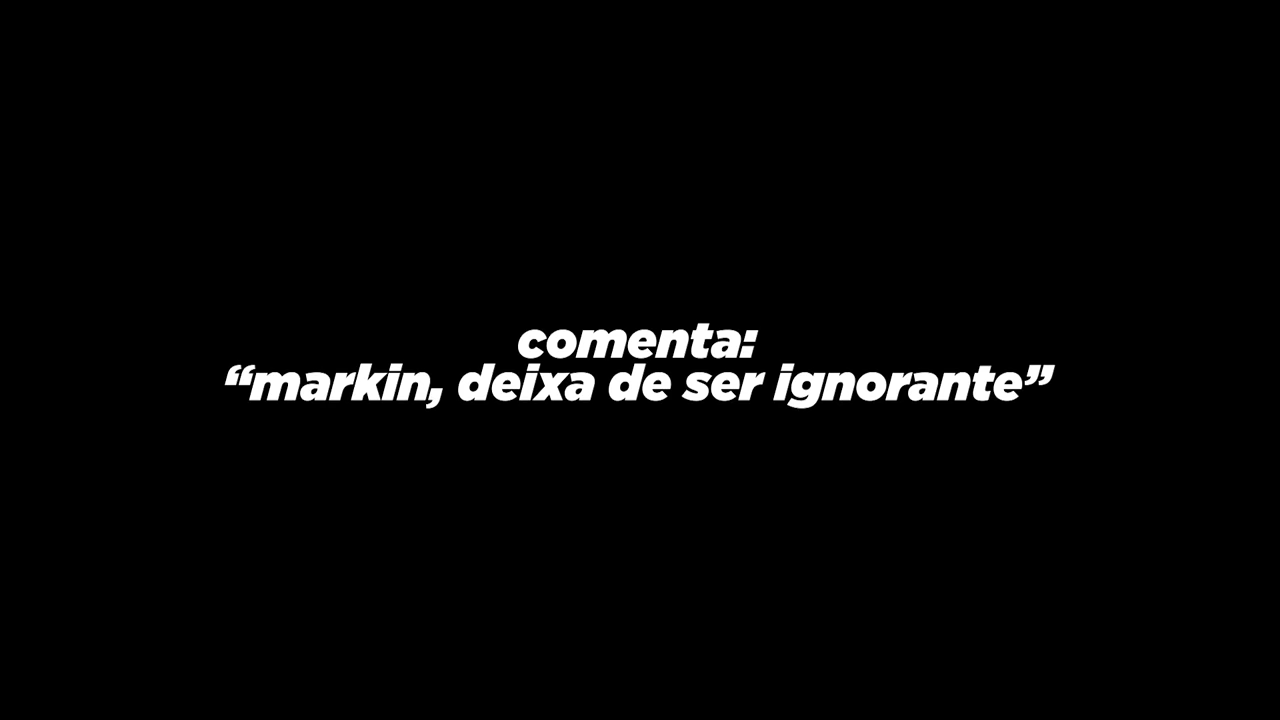 comenta:
“markin, deixa de ser ignorante”